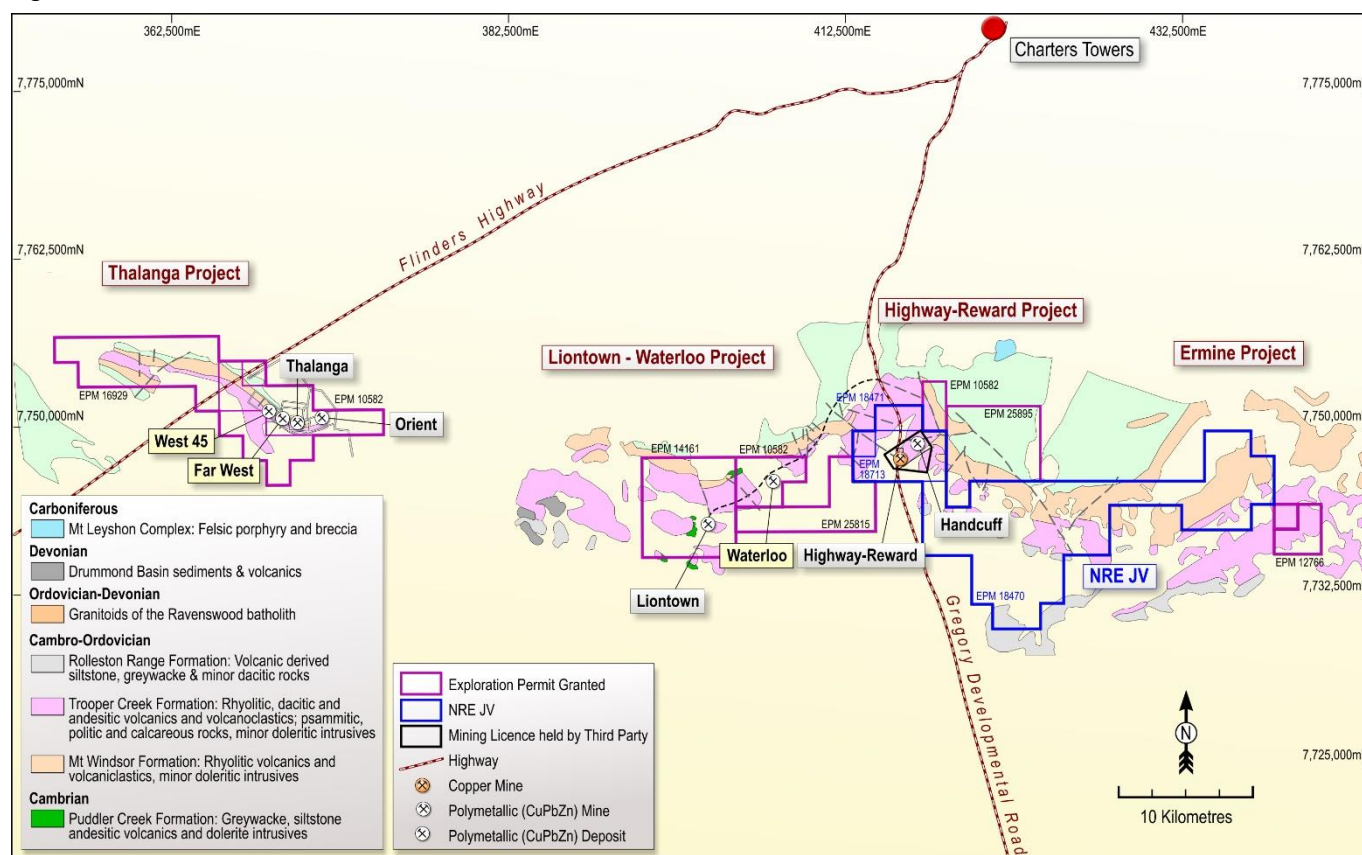 362,500mE
382,500mE
412,500mE
432,500mE
Charters Towers
7,775,000mN
7,775,000mN
Flinders Highway
7,762,500mN
7,762,500mN
Thalanga Project
Highway-Reward Project
Liontown - Waterloo Project
Ermine Project
Thalanga
EPM 16929
EPM 10582
EPM 18471
EPM 10582
EPM 25895
7,750,000mN
7,750,000mN
West 45
Orient
Far West
EPM 14161
EPM 10582
EPM
18713
EPM 25815
Handcuff
Waterloo
Highway-Reward
Liontown
NRE JV
EPM 12766
EPM 18470
7,732,500mN
Gregory Developmental Road
7,725,000mN
Carboniferous
Mt Leyshon Complex: Felsic porphyry and breccia
Devonian
Drummond Basin sediments & volcanics
Ordovician-Devonian
Granitoids of the Ravenswood batholith
Cambro-Ordovician
Rolleston Range Formation: Volcanic derived
siltstone, greywacke & minor dacitic rocks
Trooper Creek Formation: Rhyolitic, dacitic and
andesitic volcanics and volcanoclastics; psammitic,
politic and calcareous rocks, minor doleritic intrusives
Mt Windsor Formation: Rhyolitic volcanics and
volcaniclastics, minor doleritic intrusives
Cambrian
Puddler Creek Formation: Greywacke, siltstone
andesitic volcanics and dolerite intrusives
Exploration Permit Granted
NRE JV
Mining Licence held by Third Party
Highway
Copper Mine
Polymetallic (CuPbZn) Mine
Polymetallic (CuPbZn) Deposit
N
10 Kilometres